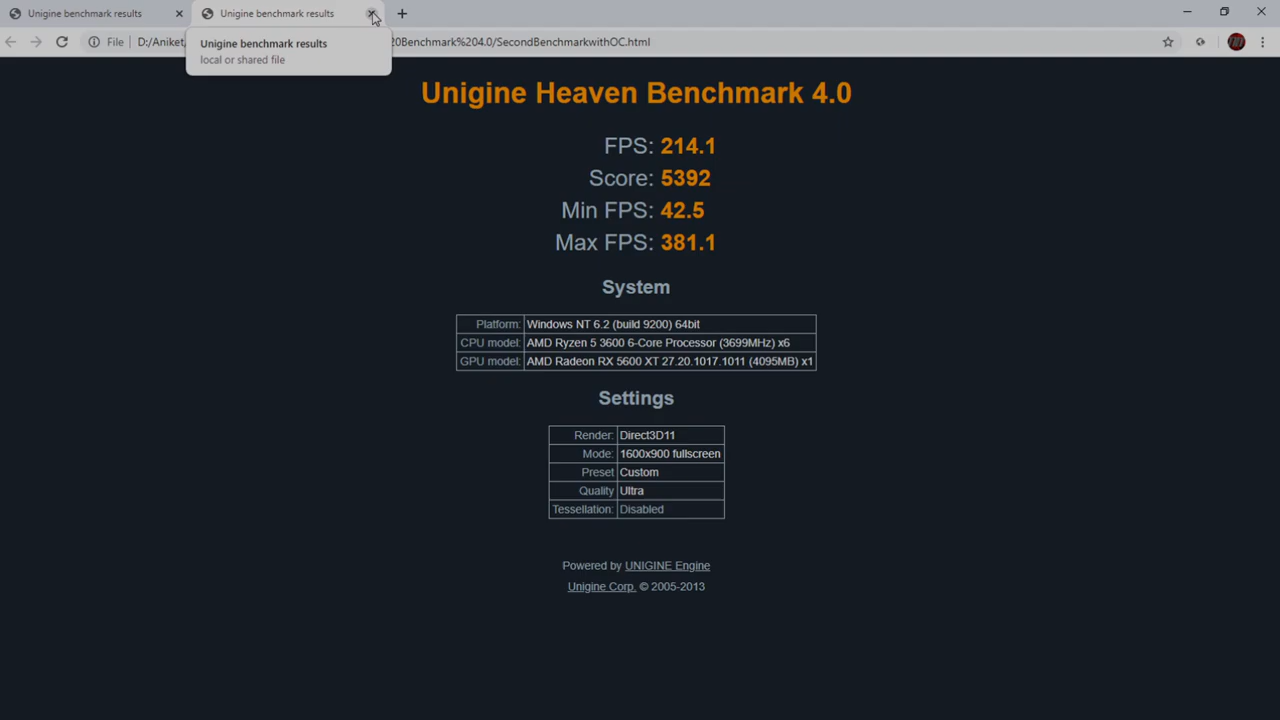 Unigine benchmark results
Unigine benchmark results
File D:/Aniket, 20Benchmark%204.0/SecondBenchmarkwithOC.html
Unigine benchmark results
local or shared file
Unigine Heaven Benchmark 4.0
FPS: 214.1
Score: 5392
Min FPS: 42.5
Max FPS: 381.1
System
Platform: Windows NT 6.2 (build 9200) 64bit
CPU model: AMD Ryzen 5 3600 6-Core Processor (3699MHz) x6
GPU model: AMD Radeon RX 5600 XT 27.20.1017.1011 (4095MB) x1
Settings
Render: Direct3D11
Mode: 1600x900 fullscreen
Preset Custom
Quality Ultra
Tessellation: Disabled
Powered by UNIGINE Engine
Unigine Corp. © 2005-2013